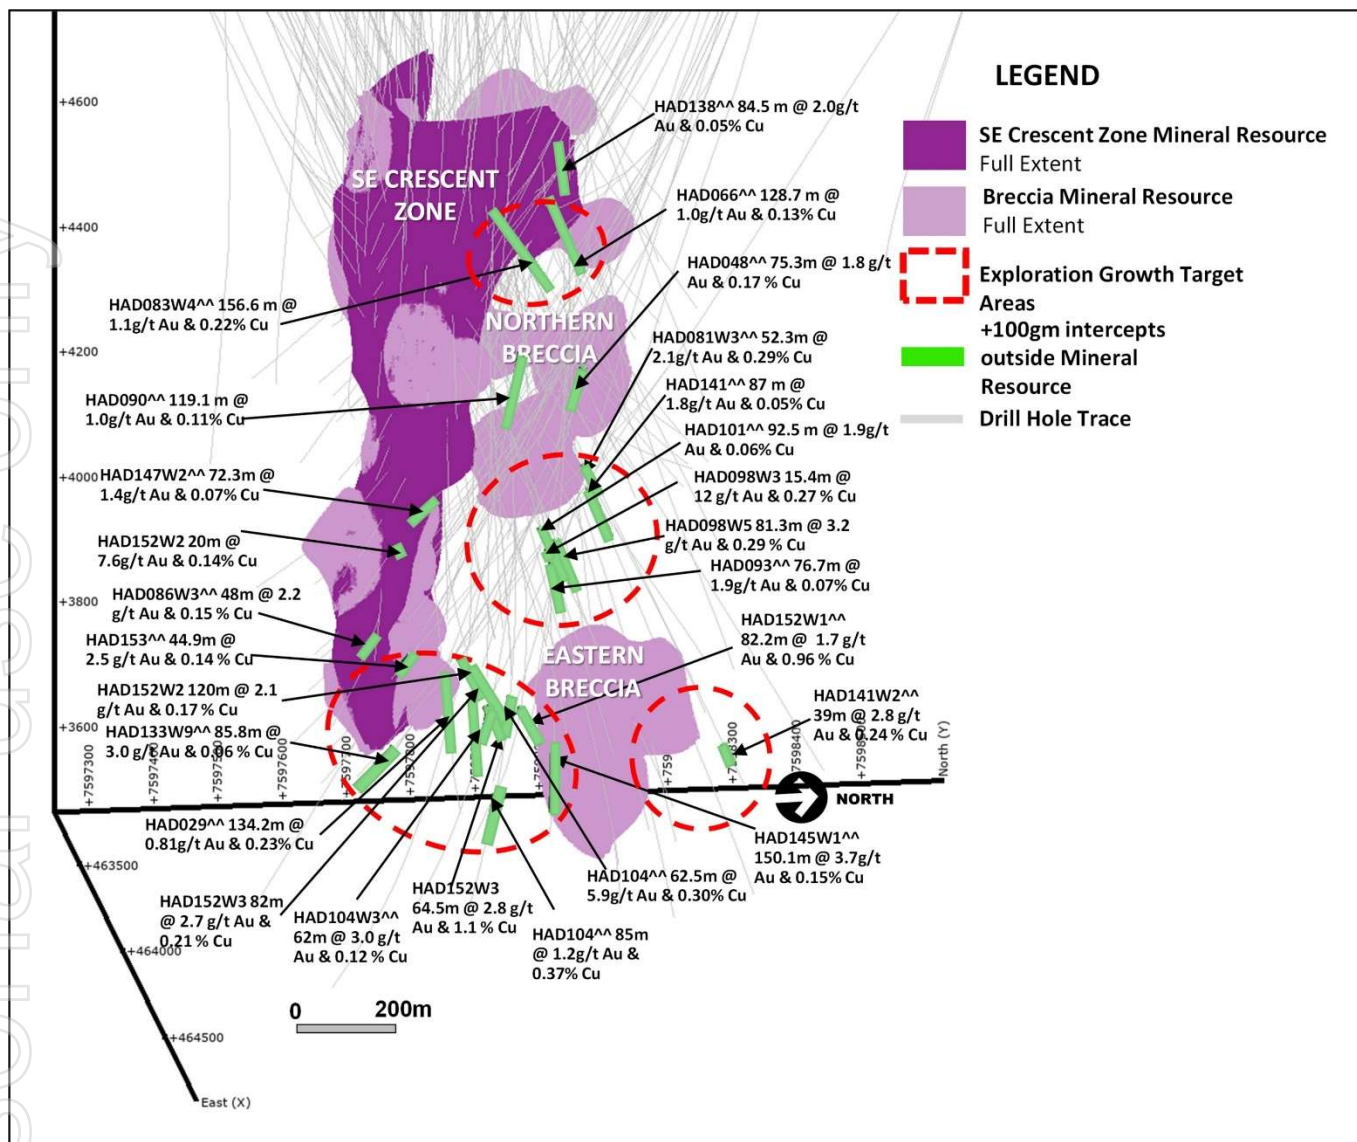 LEGEND
SE Crescent Zone Mineral Resource
Full Extent
Breccia Mineral Resource
Full Extent
Exploration Growth Target
Areas
+100gm intercepts
outside Mineral
Resource
Drill Hole Trace
+4600
+4400
+4200
+4000
+3800
+3600
SE CRESCENT
ZONE
NORTHERN
BRECCIA
EASTERN
BRECCIA
HAD138^^ 84.5 m @ 2.0g/t
Au & 0.05% Cu
HAD066^^ 128.7 m @
1.0g/t Au & 0.13% Cu
HAD048^^ 75.3m @ 1.8 g/t
Au & 0.17 % Cu
HAD083W4^^ 156.6 m @
1.1g/t Au & 0.22% Cu
HAD081W3^^ 52.3m @
2.1g/t Au & 0.29% Cu
HAD141^^ 87 m @
1.8g/t Au & 0.05% Cu
HAD090^^ 119.1 m @
1.0g/t Au & 0.11% Cu
HAD101^^ 92.5 m @ 1.9g/t
Au & 0.06% Cu
HAD147W2^^ 72.3m @
1.4g/t Au & 0.07% Cu
HAD098W3 15.4m @
12 g/t Au & 0.27 % Cu
HAD098W5 81.3m @ 3.2
g/t Au & 0.29 % Cu
HAD152W2 20m @
7.6g/t Au & 0.14% Cu
HAD093^^ 76.7m @
1.9g/t Au & 0.07% Cu
HAD086W3^^ 48m @ 2.2
g/t Au & 0.15 % Cu
HAD152W1^^
82.2m @ 1.7 g/t
Au & 0.96 % Cu
HAD153^^ 44.9m @
2.5 g/t Au & 0.14 % Cu
HAD152W2 120m @ 2.1
g/t Au & 0.17% Cu
HAD141W2^^
39m @ 2.8 g/t
Au & 0.24 % Cu
HAD133W9^^ 85.8m @
3.0 g/t Au & 0.06 % Cu
+7597300
+7597400
+7597500
+7597600
+7597700
+7597800
+7598400
North (Y)
NORTH
HAD029^^ 134.2m @
0.81g/t Au & 0.23% Cu
HAD145W1^^
150.1m @ 3.7g/t
Au & 0.15% Cu
+463500
HAD104^^ 62.5m @
5.9g/t Au & 0.30% Cu
HAD152W3 82m
@ 2.7 g/t Au &
0.21 % Cu
HAD104W3^^
62m @ 3.0 g/t
Au & 0.12 % Cu
HAD152W3
64.5m @ 2.8 g/t
Au & 1.1 % Cu
HAD104^^ 85m
@ 1.2g/t Au &
0.37% Cu
+464000
+464500
East (X)
0 200m